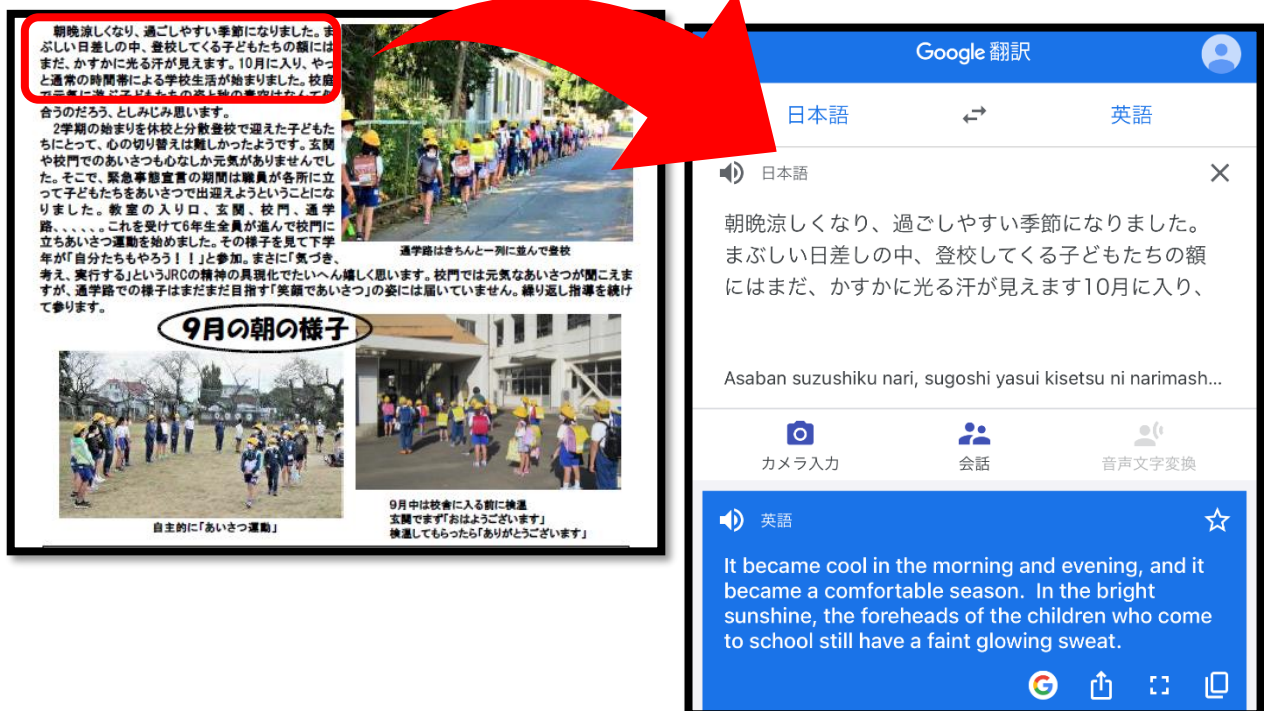 朝晩涼しくなり、過ごしやすい季節になりました。ま
ぶしい日差しの中、登校してくる子どもたちの額には
まだ、かすかに光る汗が見えます。10月に入り、やっ
と通常の時間帯による学校生活が始まりました。校庭
で元気に遊ぶ子どもたちの姿と秋の青空はなんて似
合うのだろう、としみじみ思います。
2学期の始まりを休校と分散登校で迎えた子どもた
ちにとって、心の切り替えは難しかったようです。玄関
や校門でのあいさつも心なしか元気がありませんでし
た。そこで、緊急事態宣言の期間は職員が各所に立
って子どもたちをあいさつで出迎えようということにな
りました。教室の入り口、玄関、校門、通学
路、、、、、。これを受けて6年生全員が進んで校門に
立ちあいさつ運動を始めました。その様子を見て下学
年が「自分たちもやろう！！」と参加。まさに「気づき、
考え、実行する」というJRCの精神の具現化でたいへん嬉しく思います。校門では元気なあいさつが聞こえま
すが、通学路での様子はまだまだ目指す「笑顔であいさつ」の姿には届いていません。繰り返し指導を続け
て参ります。
通学路はきちんと一列に並んで登校
9月の朝の様子
自主的に「あいさつ運動」
9月中は校舎に入る前に検温
玄関でまず「おはようございます」
検温してもらったら「ありがとうございます」
Google 翻訳
日本語
英語
日本語
朝晩涼しくなり、過ごしやすい季節になりました。
まぶしい日差しの中、登校してくる子どもたちの額
にはまだ、かすかに光る汗が見えます10月に入り、
Asaban suzushiku nari, sugoshi yasui kisetsu ni narimash...
カメラ入力
会話
音声文字変換
英語
It became cool in the morning and evening, and it
became a comfortable season. In the bright
sunshine, the foreheads of the children who come
to school still have a faint glowing sweat.